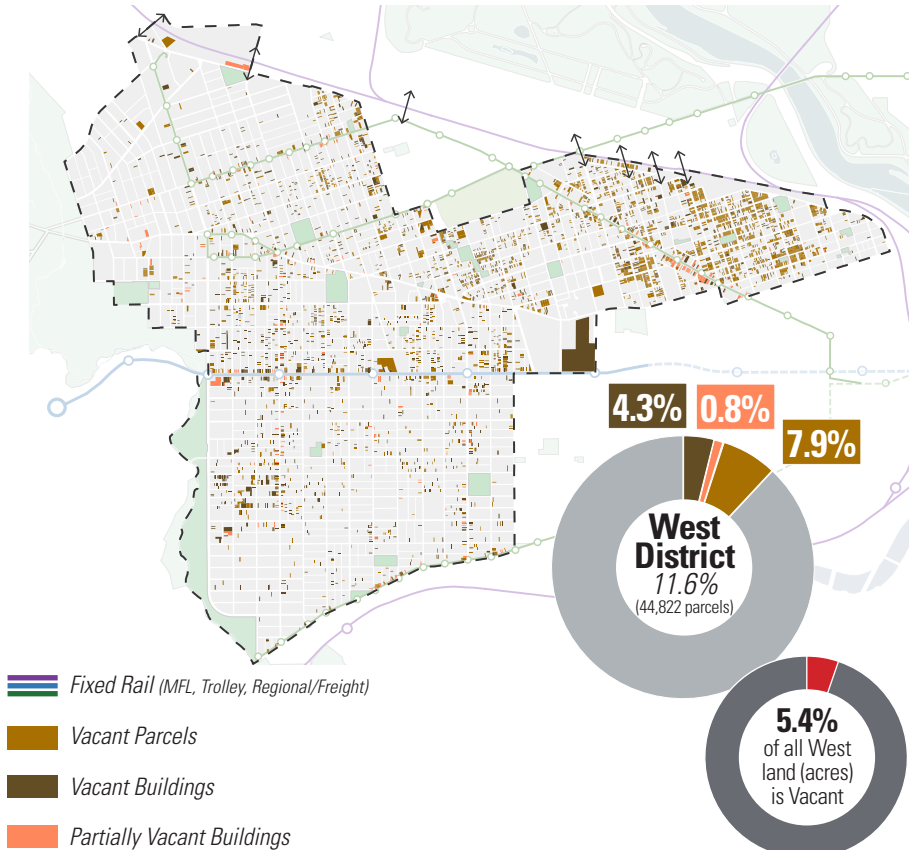 4.3%
0.8%
7.9%
West
District
11.6%
(44,822 parcels)
5.4%
of all West
land (acres)
is Vacant
Fixed Rail (MFL, Trolley, Regional/Freight)
Vacant Parcels
Vacant Buildings
Partially Vacant Buildings